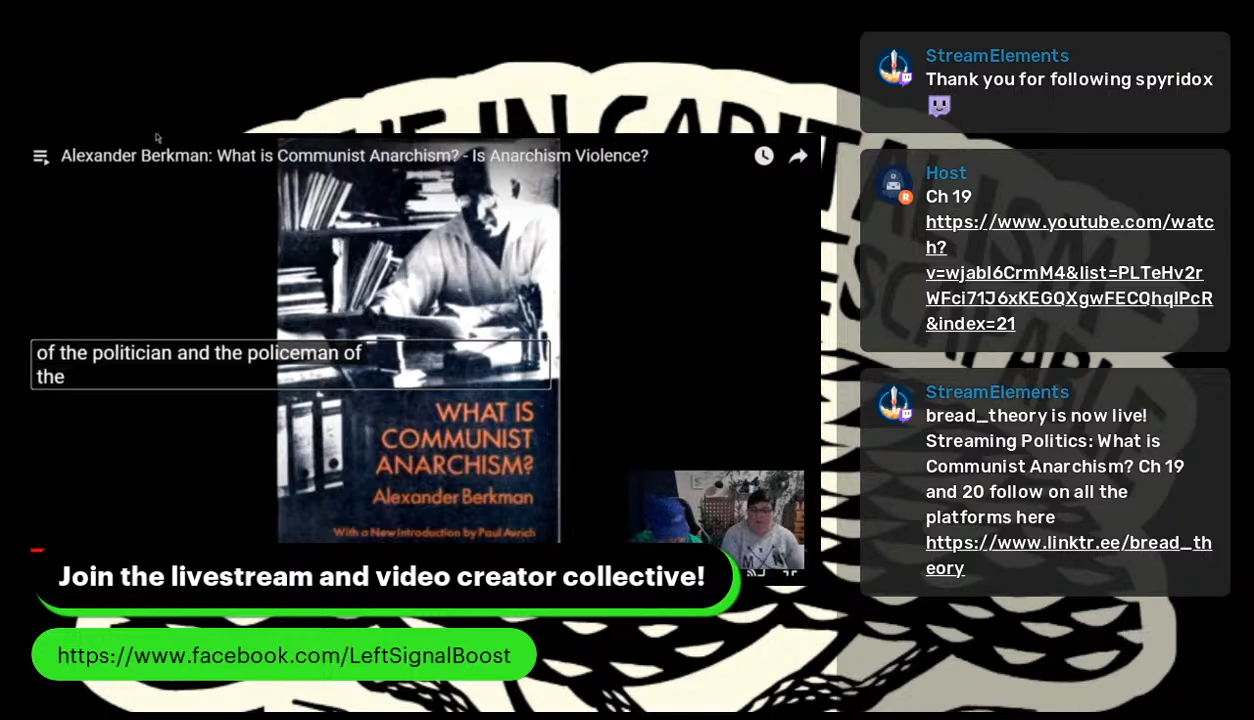 Alexander Berkman: What is Communist Anarchism? - Is Anarchism Violence?
of the politician and the policeman of
the
WHAT IS
COMMUNIST
ANARCHISM?
Alexander Berkman
With a New Introduction by Paul Avrich
Join the livestream and video creator collective!
https://www.facebook.com/LeftSignalBoost
StreamElements
Thank you for following spyridox
Host
Ch 19
https://www.youtube.com/watc
h?
v=wjabI6CrmM4&list=PLTeHv2r
WFci71J6xKEGQXgwFECQhqIPcR
&index=21
StreamElements
bread_theory is now live!
Streaming Politics: What is
Communist Anarchism? Ch 19
and 20 follow on all the
platforms here
https://www.linktr.ee/bread_th
eory